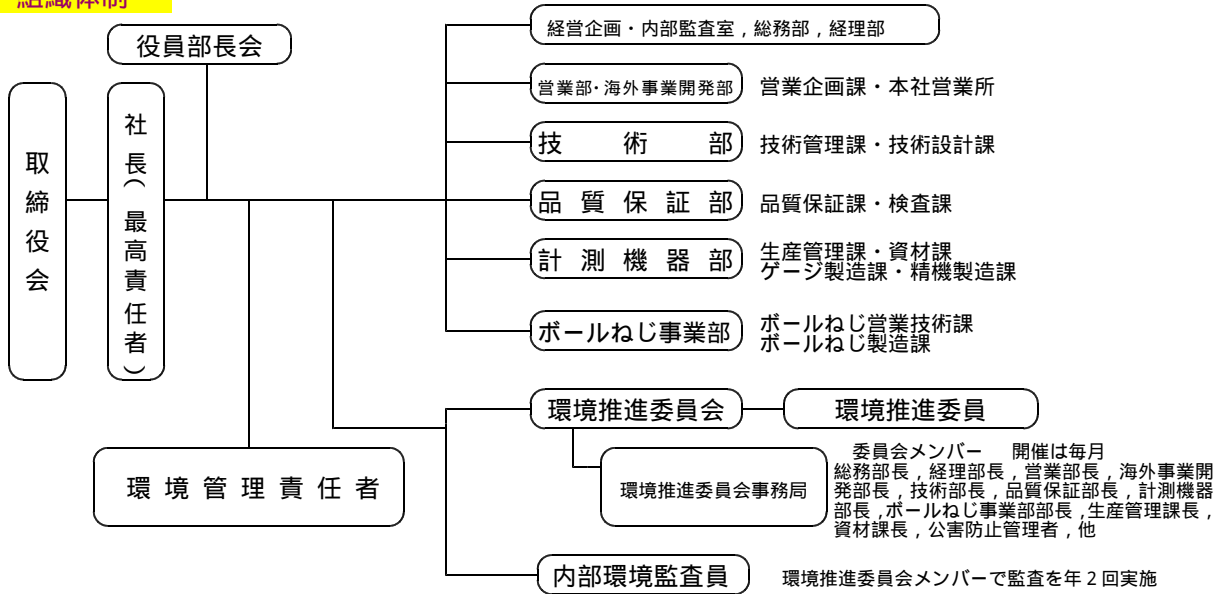 組織体制
役員部長会
取締役会
社長(最高責任者)
経営企画・内部監査室,総務部,経理部
営業部・海外事業開発部
営業企画課・本社営業所
技術部
技術管理課・技術設計課
品質保証部
品質保証課・検査課
計測機器部
生産管理課・資材課
ゲージ製造課・精機製造課
ボールねじ事業部
ボールねじ営業技術課
ボールねじ製造課
環境管理責任者
環境推進委員会
環境推進委員
環境推進委員会事務局
委員会メンバー 開催は毎月
総務部長,経理部長,営業部長,海外事業開
発部長,技術部長,品質保証部長,計測機器
部長,ボールねじ事業部部長,生産管理課長,
資材課長,公害防止管理者,他
内部環境監査員
環境推進委員会メンバーで監査を年2回実施